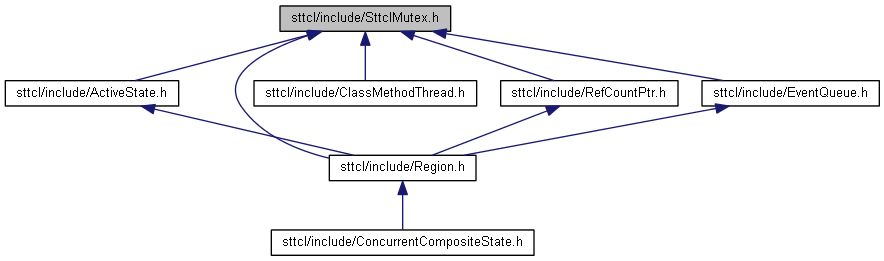 sttcl/include/SttclMutex.h
sttcl/include/ActiveState.h
sttcl/include/ClassMethodThread.h
sttcl/include/RefCountPtr.h
sttcl/include/EventQueue.h
sttcl/include/Region.h
sttcl/include/ConcurrentCompositeState.h